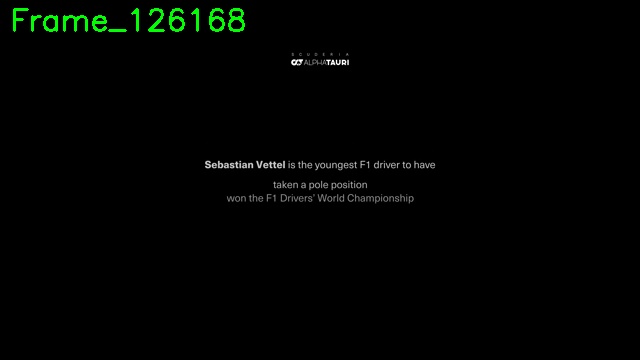 Frame_126168
SCUDERIA
ALPHATAURI
Sebastian Vettel is the youngest F1 driver to have
taken a pole position
won the F1 Drivers' World Championship